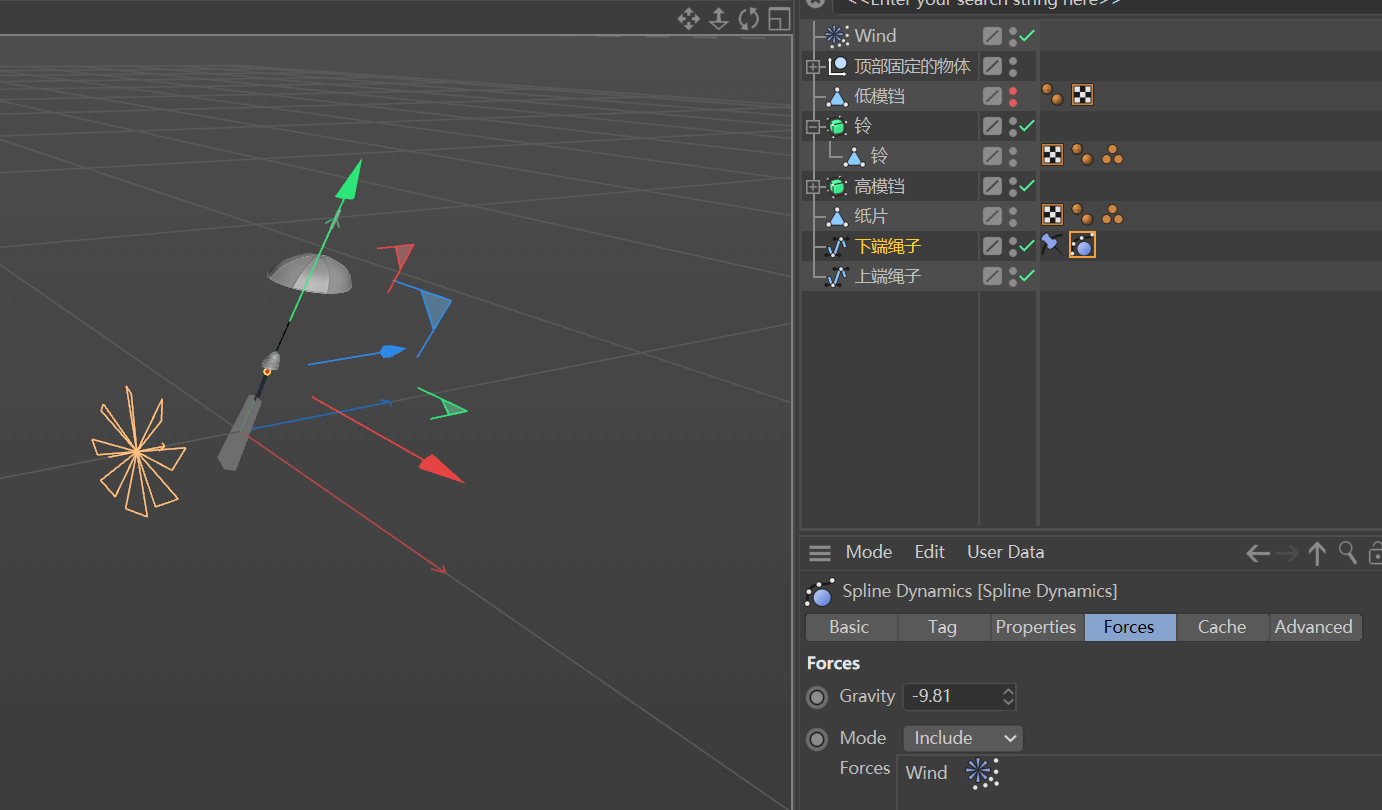 <<Enter your search string here>>
Wind
顶部固定的物体
低模铛
铃
铃
高模铛
纸片
下端绳子
上端绳子
Mode Edit User Data
Spline Dynamics [Spline Dynamics]
Basic Tag Properties Forces Cache Advanced
Forces
Gravity -9.81
Mode Include
Forces Wind